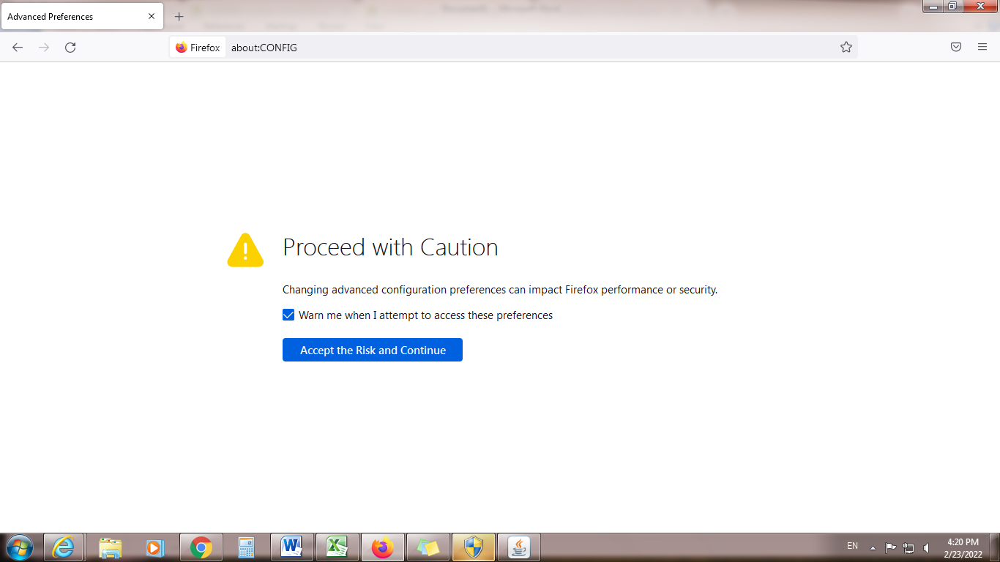 Advanced Preferences
Firefox
about:CONFIG
Proceed with Caution
Changing advanced configuration preferences can impact Firefox performance or security.
Warn me when I attempt to access these preferences
Accept the Risk and Continue
EN
4:20 PM
2/23/2022